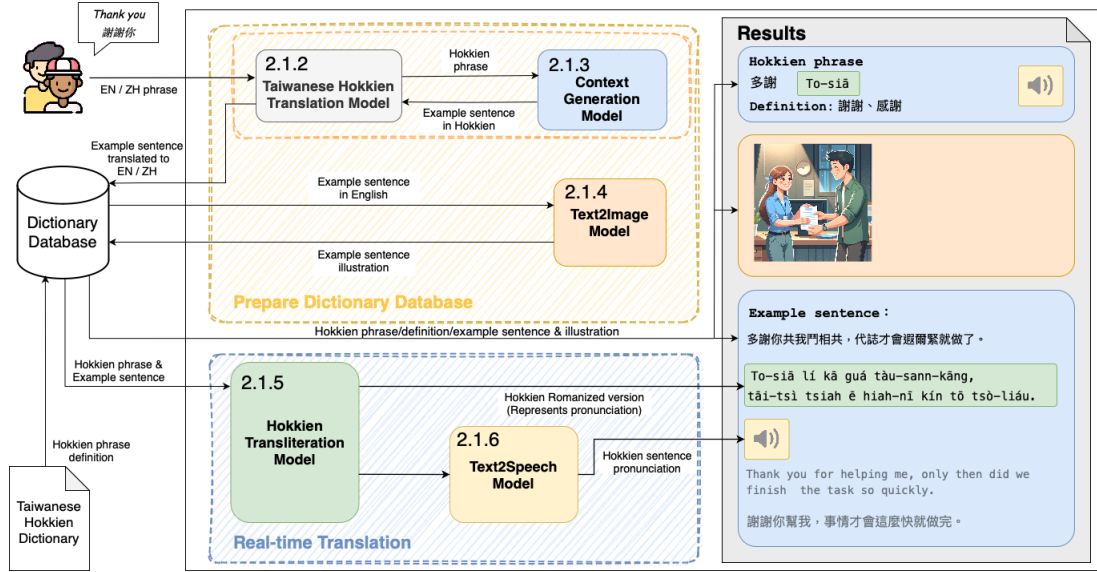 Thank you
謝謝你
EN / ZH phrase
2.1.2
Taiwanese Hokkien
Translation Model
Hokkien
phrase
Example sentence
in Hokkien
2.1.3
Context
Generation
Model
Example sentence
translated to
EN / ZH
Dictionary
Database
Example sentence
in English
Example sentence
illustration
2.1.4
Text2Image
Model
Prepare Dictionary Database
Hokkien phrase/definition/example sentence & illustration
Hokkien phrase &
Example sentence
2.1.5
Hokkien
Transliteration
Model
Hokkien Romanized version
(Represents pronunciation)
2.1.6
Text2Speech
Model
Hokkien sentence
pronunciation
Real-time Translation
Hokkien phrase
definition
Taiwanese
Hokkien
Dictionary
Results
Hokkien phrase
多謝 To-siā
Definition: 謝謝、感謝
Example sentence：
多謝你共我鬥相共，代誌才會遐爾緊就做了。
To-siā lí kā guá tàu-sann-kāng,
tāi-tsì tsiah ē hiah-nī kín tō tsò-liáu.
Thank you for helping me, only then did we
finish the task so quickly.
謝謝你幫我，事情才會這麼快就做完。